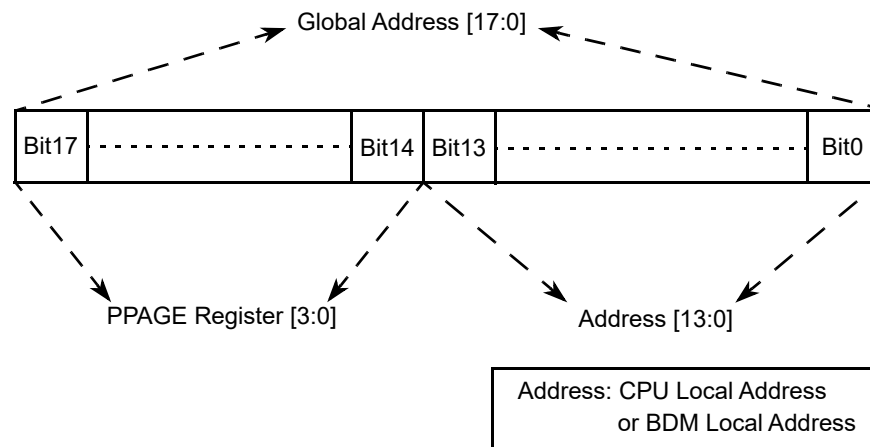 Global Address [17:0]
Bit17 Bit14 Bit13 Bit0
PPAGE Register [3:0]
Address [13:0]
Address: CPU Local Address
or BDM Local Address